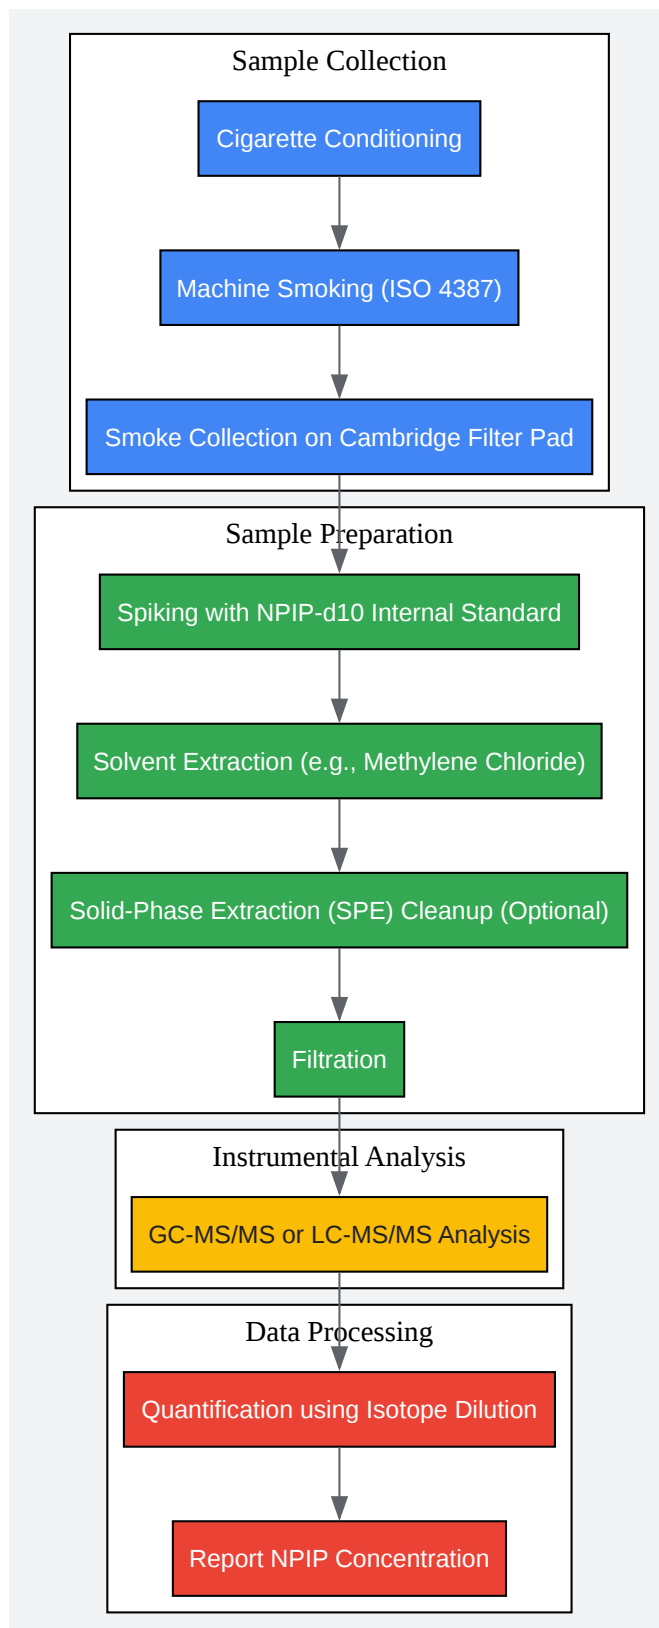 Sample Collection
Cigarette Conditioning
Machine Smoking (ISO 4387)
Smoke Collection on Cambridge Filter Pad
Sample Preparation
Spiking with NPIP-d10 Internal Standard
Solvent Extraction (e.g., Methylene Chloride)
Solid-Phase Extraction (SPE) Cleanup (Optional)
Filtration
Instrumental Analysis
GC-MS/MS or LC-MS/MS Analysis
Data Processing
Quantification using Isotope Dilution
Report NPIP Concentration